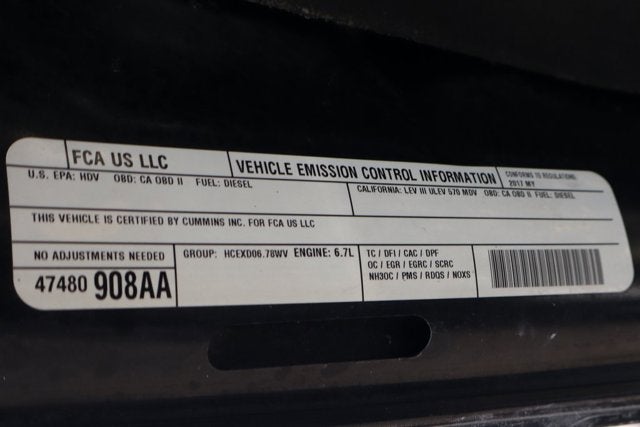 FCA US LLC
VEHICLE EMISSION CONTROL INFORMATION
CONFORMS TO REGULATIONS:
2017 MY
U.S. EPA: HDV OBD: CA OBD II FUEL: DIESEL
CALIFORNIA: LEV III ULEV 570 MDV OBD: CA OBD II FUEL: DIESEL
THIS VEHICLE IS CERTIFIED BY CUMMINS INC. FOR FCA US LLC
NO ADJUSTMENTS NEEDED
47480 908AA
GROUP: HCEXD06.78WV ENGINE: 6.7L
TC / DFI / CAC / DPF
OC / EGR / EGRC / SCRC
NH3OC / PMS / RDQS / NOXS